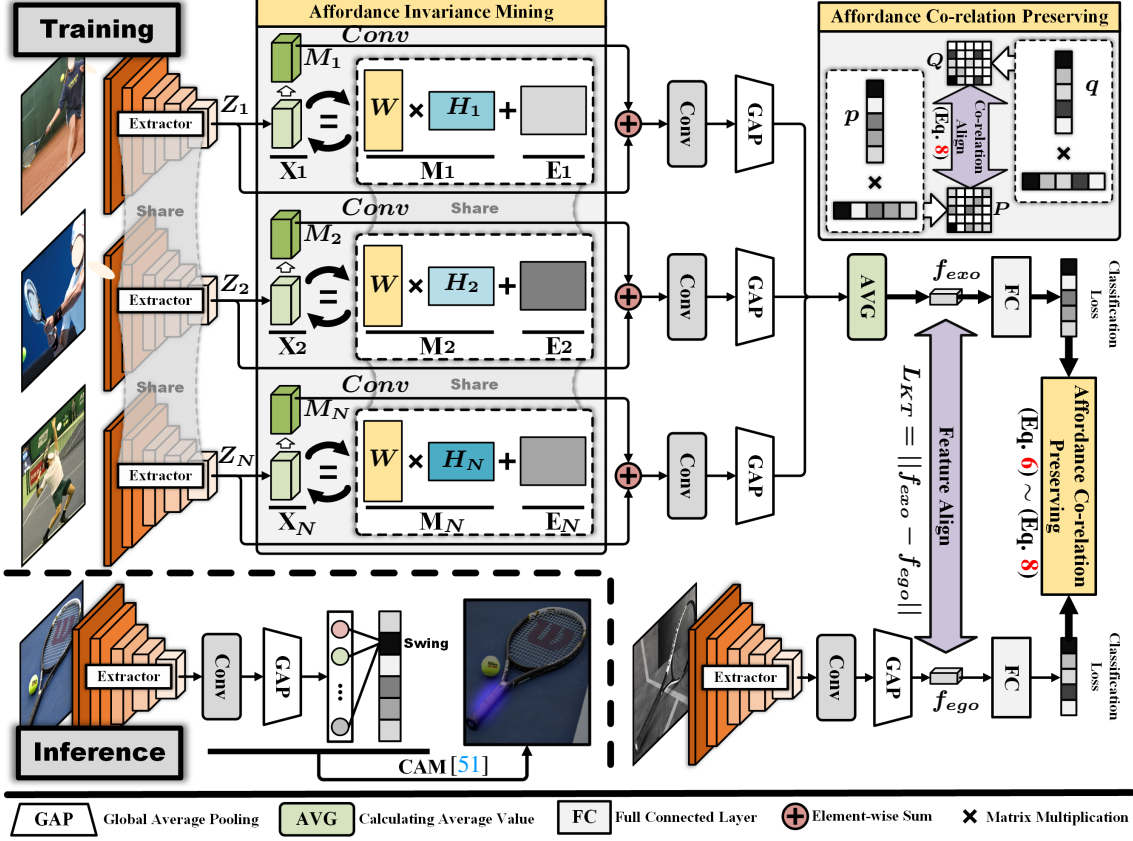 Training
Affordance Invariance Mining
Affordance Co-relation Preserving
Conv
M1
Z1
Extractor
W × H1 + 
=
X1
M1
E1
Conv
GAP
Share
Conv
Share
M2
Z2
Extractor
W × H2 +
=
X2
M2
E2
Conv
GAP
Share
Conv
Share
MN
ZN
Extractor
W × HN +
=
XN
MN
EN
Conv
GAP
Q
q
p
×
×
Co-relation
Align
(Eq. 8)
P
AVG
fexo
FC
Classification
Loss
LKT = ||fexo − fego||
Feature Align
Affordance Co-relation
Preserving
(Eq. 6) ~ (Eq. 8)
Extractor
Conv
GAP
...
Swing
W
Inference
CAM[51]
Extractor
Conv
GAP
fego
FC
Classification
Loss
GAP Global Average Pooling
AVG Calculating Average Value
FC Full Connected Layer
+ Element-wise Sum
× Matrix Multiplication